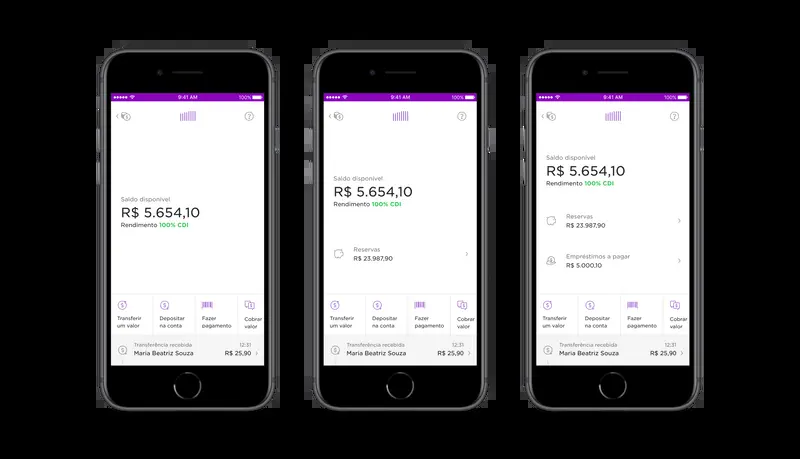 9:41 AM
100%
?
Saldo disponível
R$ 5.654,10
Rendimento 100% CDI
Transferir um valor
Depositar na conta
Fazer pagamento
Cobrar valor
Transferência recebida 12:31
Maria Beatriz Souza R$ 25,90
9:41 AM
100%
?
Saldo disponível
R$ 5.654,10
Rendimento 100% CDI
Reservas
R$ 23.987,90
Transferir um valor
Depositar na conta
Fazer pagamento
Cobrar valor
Transferência recebida 12:31
Maria Beatriz Souza R$ 25,90
9:41 AM
100%
?
Saldo disponível
R$ 5.654,10
Rendimento 100% CDI
Reservas
R$ 23.987,90
Empréstimos a pagar
R$ 5.000,10
Transferir um valor
Depositar na conta
Fazer pagamento
Cobrar valor
Transferência recebida 12:31
Maria Beatriz Souza R$ 25,90